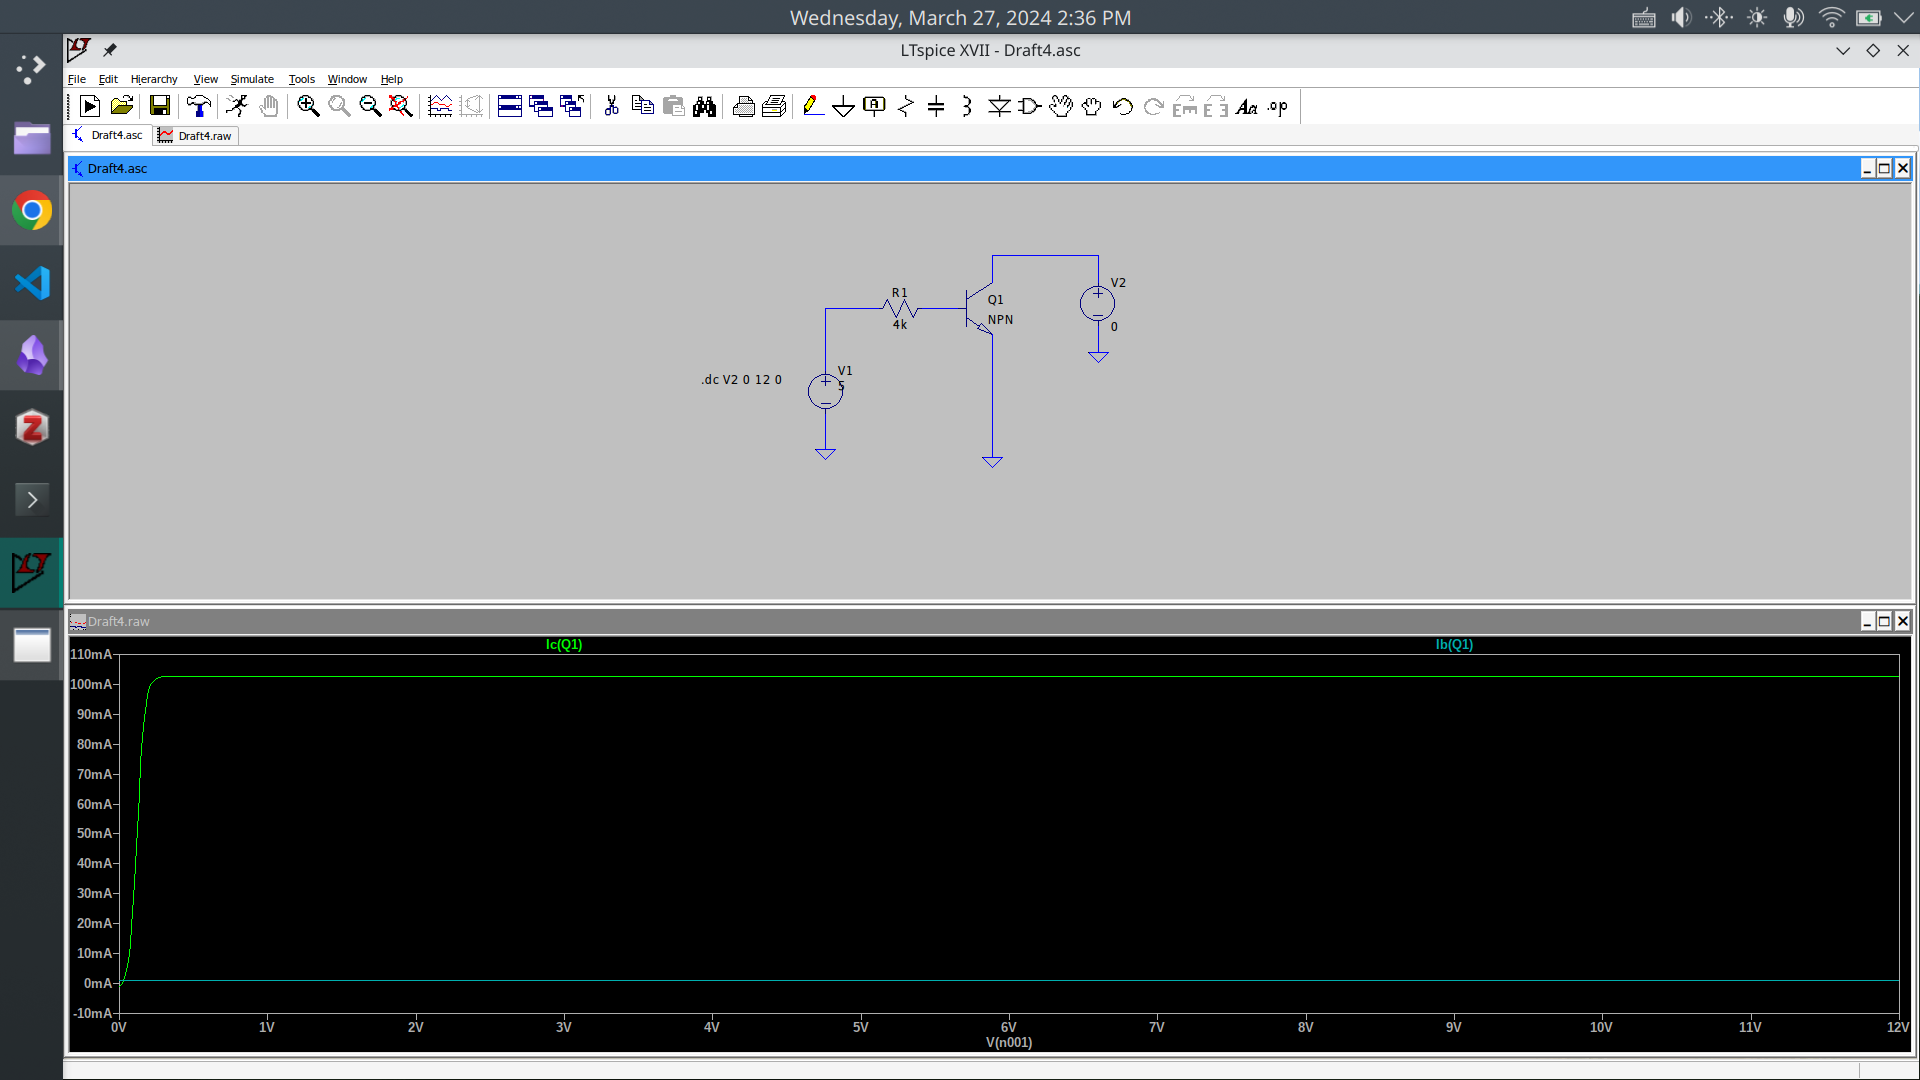 Wednesday, March 27, 2024 2:36 PM
LTspice XVII - Draft4.asc
File Edit Hierarchy View Simulate Tools Window Help
Draft4.asc Draft4.raw
Draft4.asc
R1
4k
Q1
NPN
V2
0
.dc V2 0 12 0
V1
5
Draft4.raw
Ic(Q1) Ib(Q1)
110mA
100mA
90mA
80mA
70mA
60mA
50mA
40mA
30mA
20mA
10mA
0mA
-10mA
0V 1V 2V 3V 4V 5V 6V 7V 8V 9V 10V 11V 12V
V(n001)